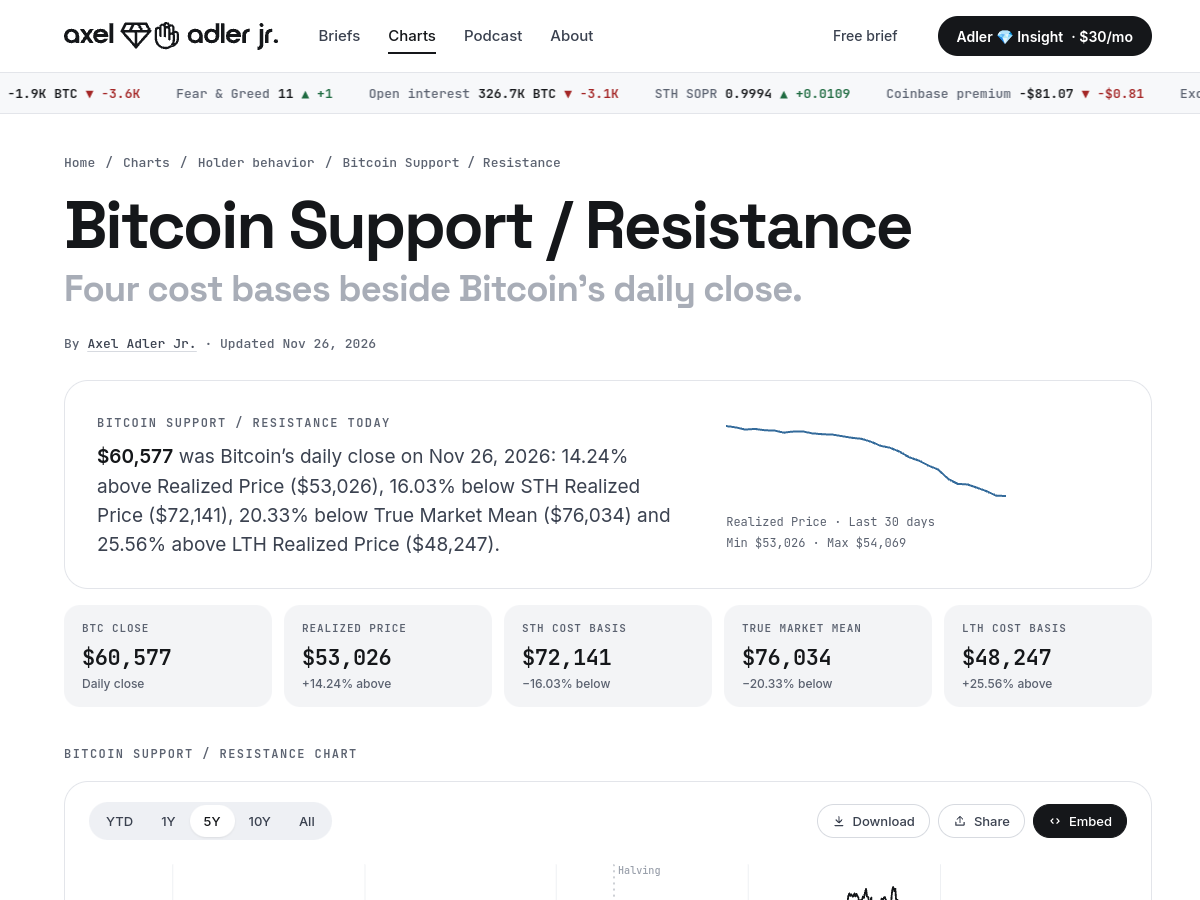 axel adler jr.
Briefs Charts Podcast About
Free brief
Adler 💎 Insight · $30/mo
-1.9K BTC ▼ -3.6K Fear & Greed 11 ▲ +1 Open interest 326.7K BTC ▼ -3.1K STH SOPR 0.9994 ▲ +0.0109 Coinbase premium -$81.07 ▼ -$0.81
Home / Charts / Holder behavior / Bitcoin Support / Resistance
Bitcoin Support / Resistance
Four cost bases beside Bitcoin’s daily close.
By Axel Adler Jr. · Updated Nov 26, 2026
BITCOIN SUPPORT / RESISTANCE TODAY
$60,577 was Bitcoin’s daily close on Nov 26, 2026: 14.24%
above Realized Price ($53,026), 16.03% below STH Realized
Price ($72,141), 20.33% below True Market Mean ($76,034) and
25.56% above LTH Realized Price ($48,247).
Realized Price · Last 30 days
Min $53,026 · Max $54,069
BTC CLOSE
$60,577
Daily close
REALIZED PRICE
$53,026
+14.24% above
STH COST BASIS
$72,141
−16.03% below
TRUE MARKET MEAN
$76,034
−20.33% below
LTH COST BASIS
$48,247
+25.56% above
BITCOIN SUPPORT / RESISTANCE CHART
YTD 1Y 5Y 10Y All
Download Share Embed
Halving